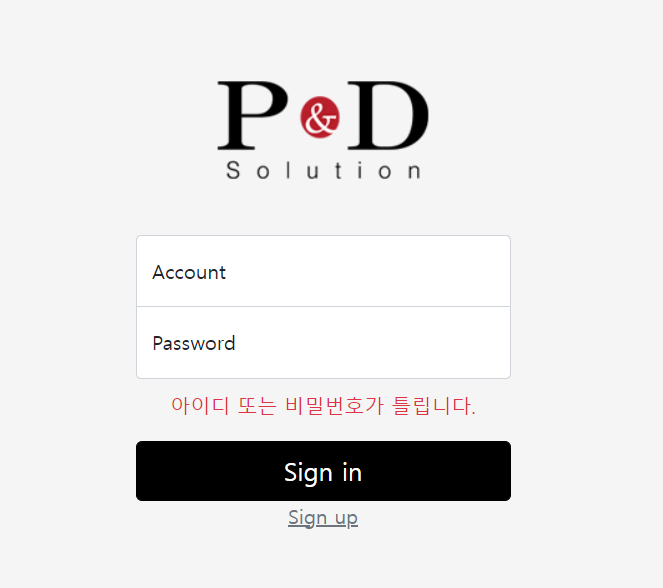 P&D
Solution
Account
Password
아이디 또는 비밀번호가 틀립니다.
Sign in
Sign up